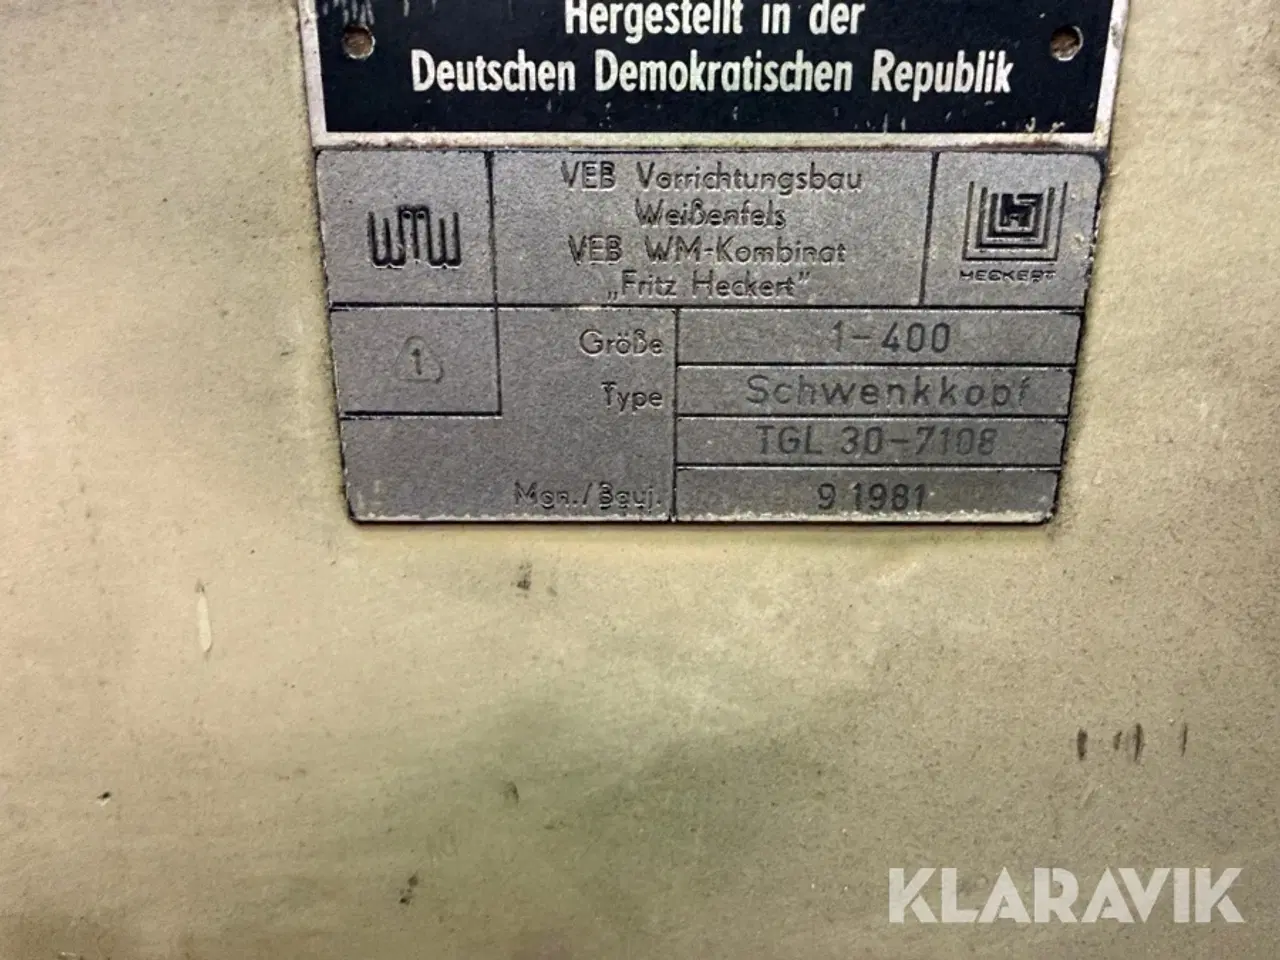 Hergestellt in der
Deutschen Demokratischen Republik
WMW
VEB Vorrichtungsbau
Weißenfels
VEB WM-Kombinat
„Fritz Heckert"
H
HECKERT
1
Größe 1-400
Type Schwenkkopf
TGL 30-7108
Mon./Bauj. 9 1981
KLARAVIK